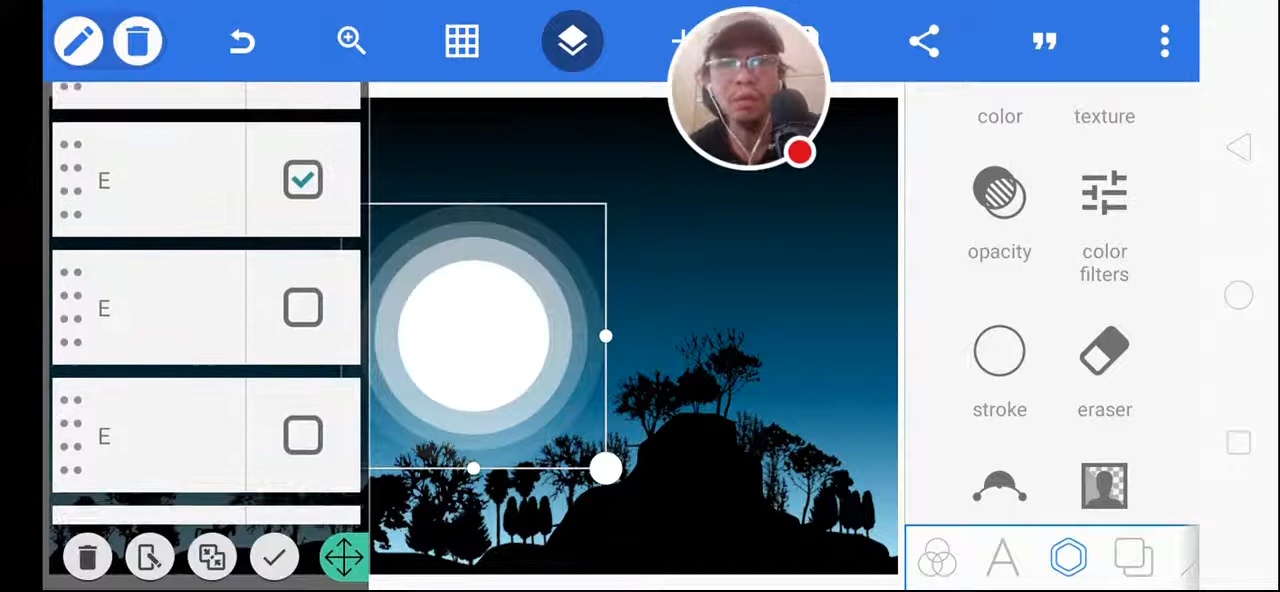 color
texture
E
opacity
color
filters
E
stroke
eraser
E